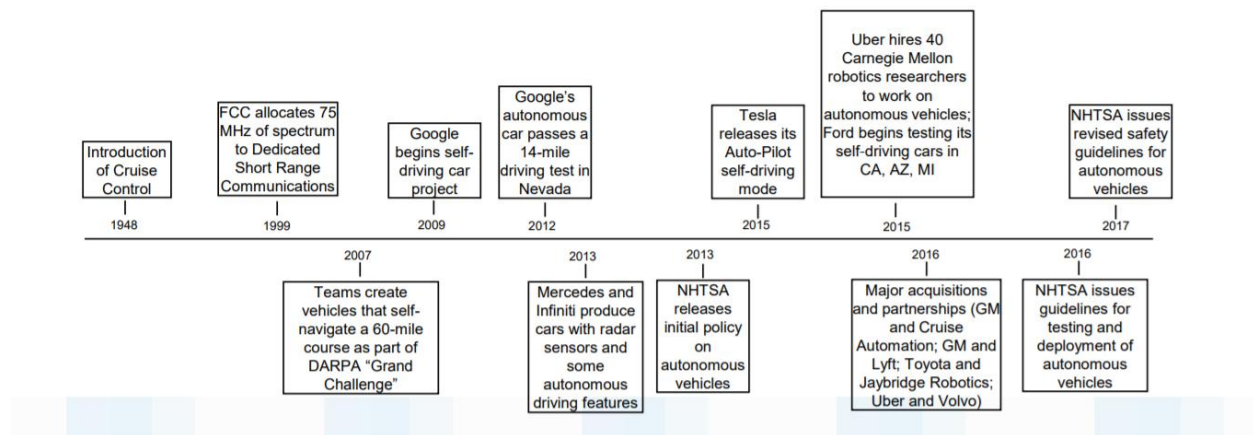 Introduction
of Cruise
Control
1948
FCC allocates 75
MHz of spectrum
to Dedicated
Short Range
Communications
1999
Google
begins self-
driving car
project
2009
Google's
autonomous
car passes a
14-mile
driving test in
Nevada
2012
Tesla
releases its
Auto-Pilot
self-driving
mode
2015
Uber hires 40
Carnegie Mellon
robotics researchers
to work on
autonomous vehicles;
Ford begins testing its
self-driving cars in
CA, AZ, MI
2015
NHTSA issues
revised safety
guidelines for
autonomous
vehicles
2017
2007
Teams create
vehicles that self-
navigate a 60-mile
course as part of
DARPA “Grand
Challenge”
2013
Mercedes and
Infiniti produce
cars with radar
sensors and
some
autonomous
driving features
2013
NHTSA
releases
initial policy
on
autonomous
vehicles
2016
Major acquisitions
and partnerships (GM
and Cruise
Automation; GM and
Lyft; Toyota and
Jaybridge Robotics;
Uber and Volvo)
2016
NHTSA issues
guidelines for
testing and
deployment of
autonomous
vehicles